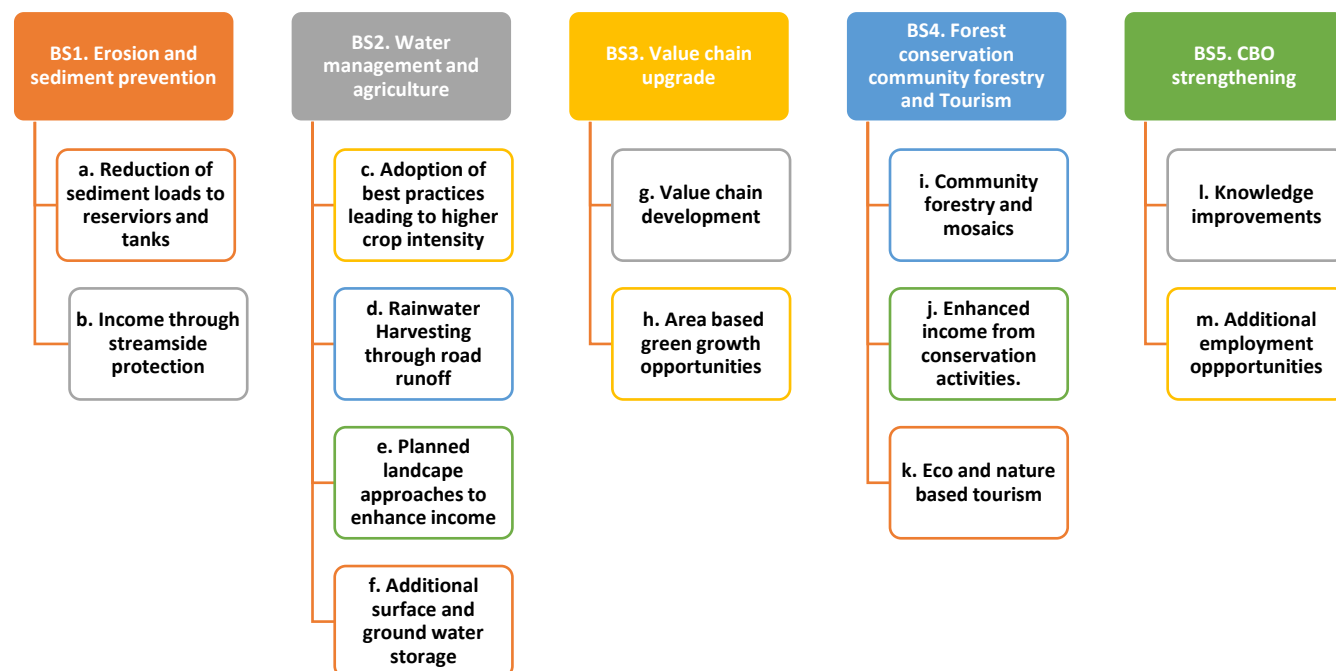 BS1. Erosion and
sediment prevention
a. Reduction of
sediment loads to
reserviors and
tanks
b. Income through
streamside
protection
BS2. Water
management and
agriculture
c. Adoption of
best practices
leading to higher
crop intensity
d. Rainwater
Harvesting
through road
runoff
e. Planned
landcape
approaches to
enhance income
f. Additional
surface and
ground water
storage
BS3. Value chain
upgrade
g. Value chain
development
h. Area based
green growth
opportunities
BS4. Forest
conservation
community forestry
and Tourism
i. Community
forestry and
mosaics
j. Enhanced
income from
conservation
activities.
k. Eco and nature
based tourism
BS5. CBO
strengthening
l. Knowledge
improvements
m. Additional
employment
oppportunities